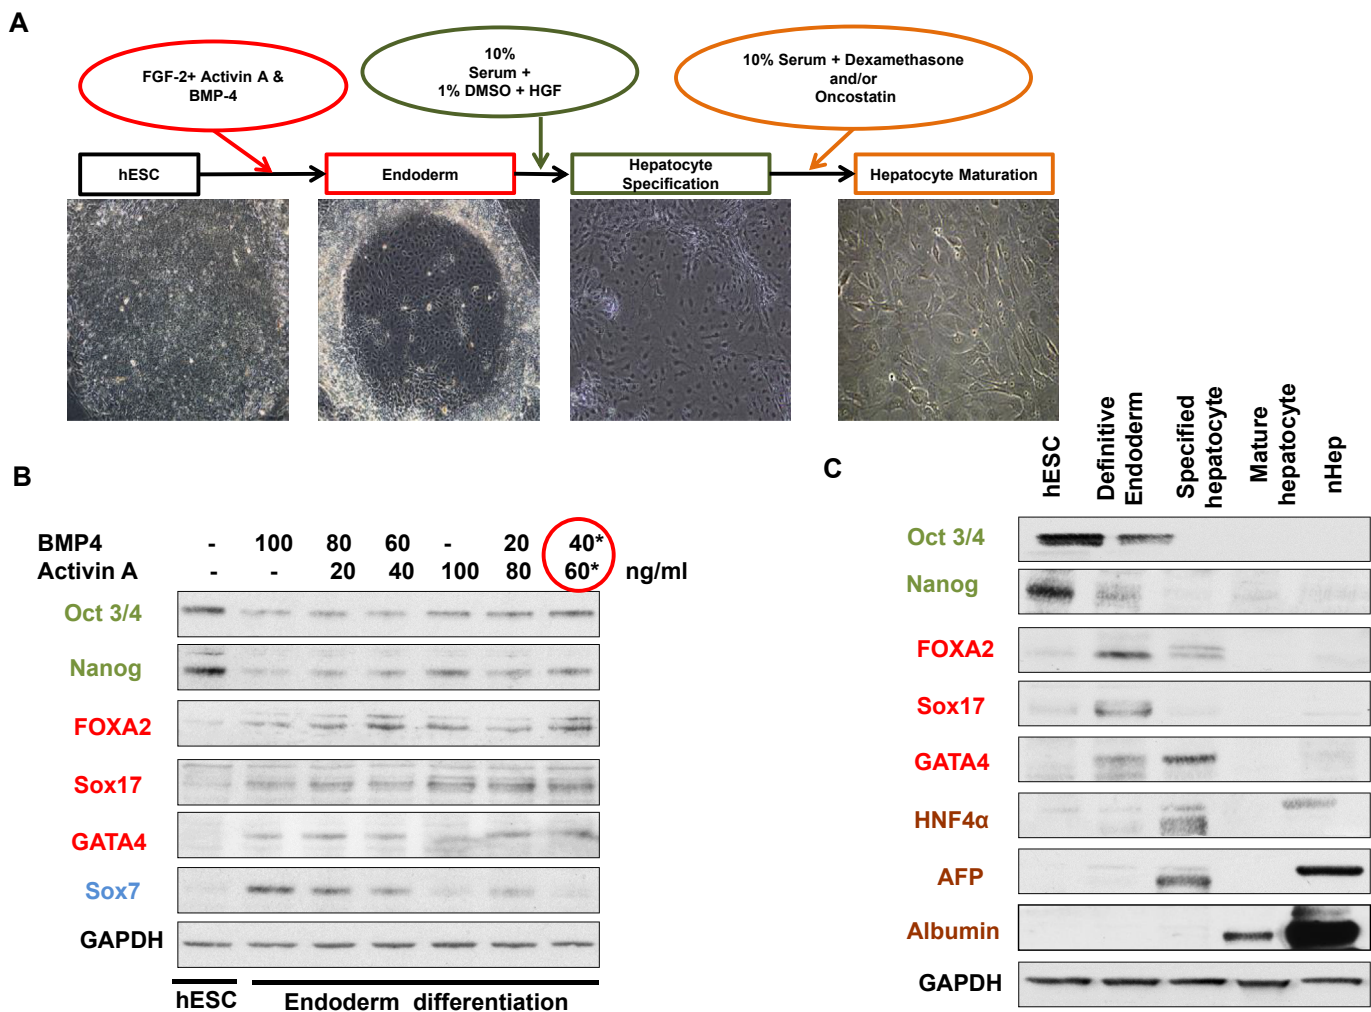 A
FGF-2+ Activin A &
BMP-4
10%
Serum +
1% DMSO + HGF
10% Serum + Dexamethasone
and/or
Oncostatin
hESC
Endoderm
Hepatocyte
Specification
Hepatocyte Maturation
B
BMP4 - 100 80 60 - 20 40*
Activin A - - 20 40 100 80 60* ng/ml
Oct 3/4
Nanog
FOXA2
Sox17
GATA4
Sox7
GAPDH
hESC
Endoderm differentiation
C
hESC
Definitive
Endoderm
Specified
hepatocyte
Mature
hepatocyte
nHep
Oct 3/4
Nanog
FOXA2
Sox17
GATA4
HNF4α
AFP
Albumin
GAPDH